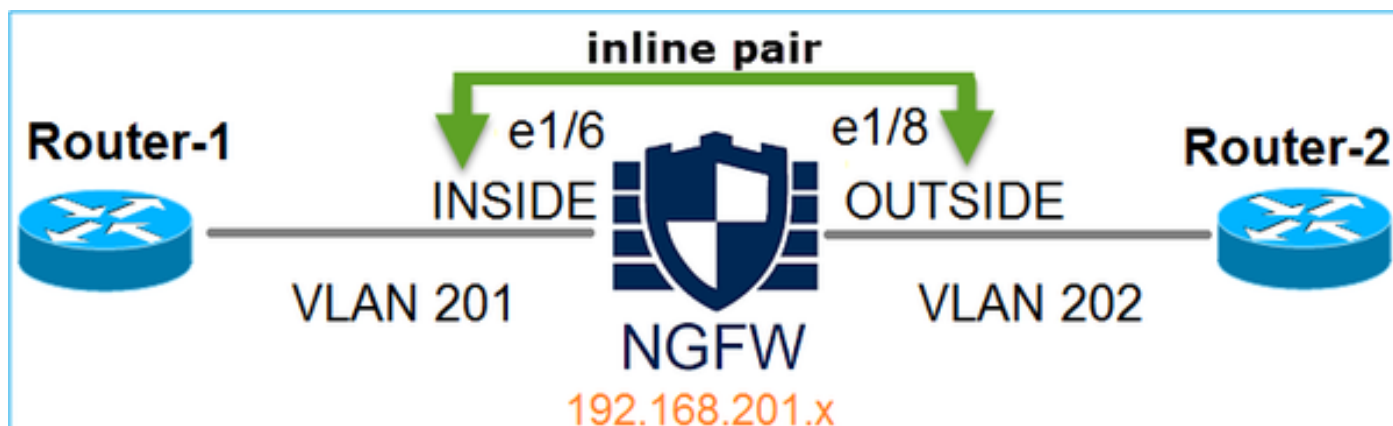 inline pair
Router-1
e1/6
e1/8
Router-2
INSIDE
OUTSIDE
VLAN 201
VLAN 202
NGFW
192.168.201.x